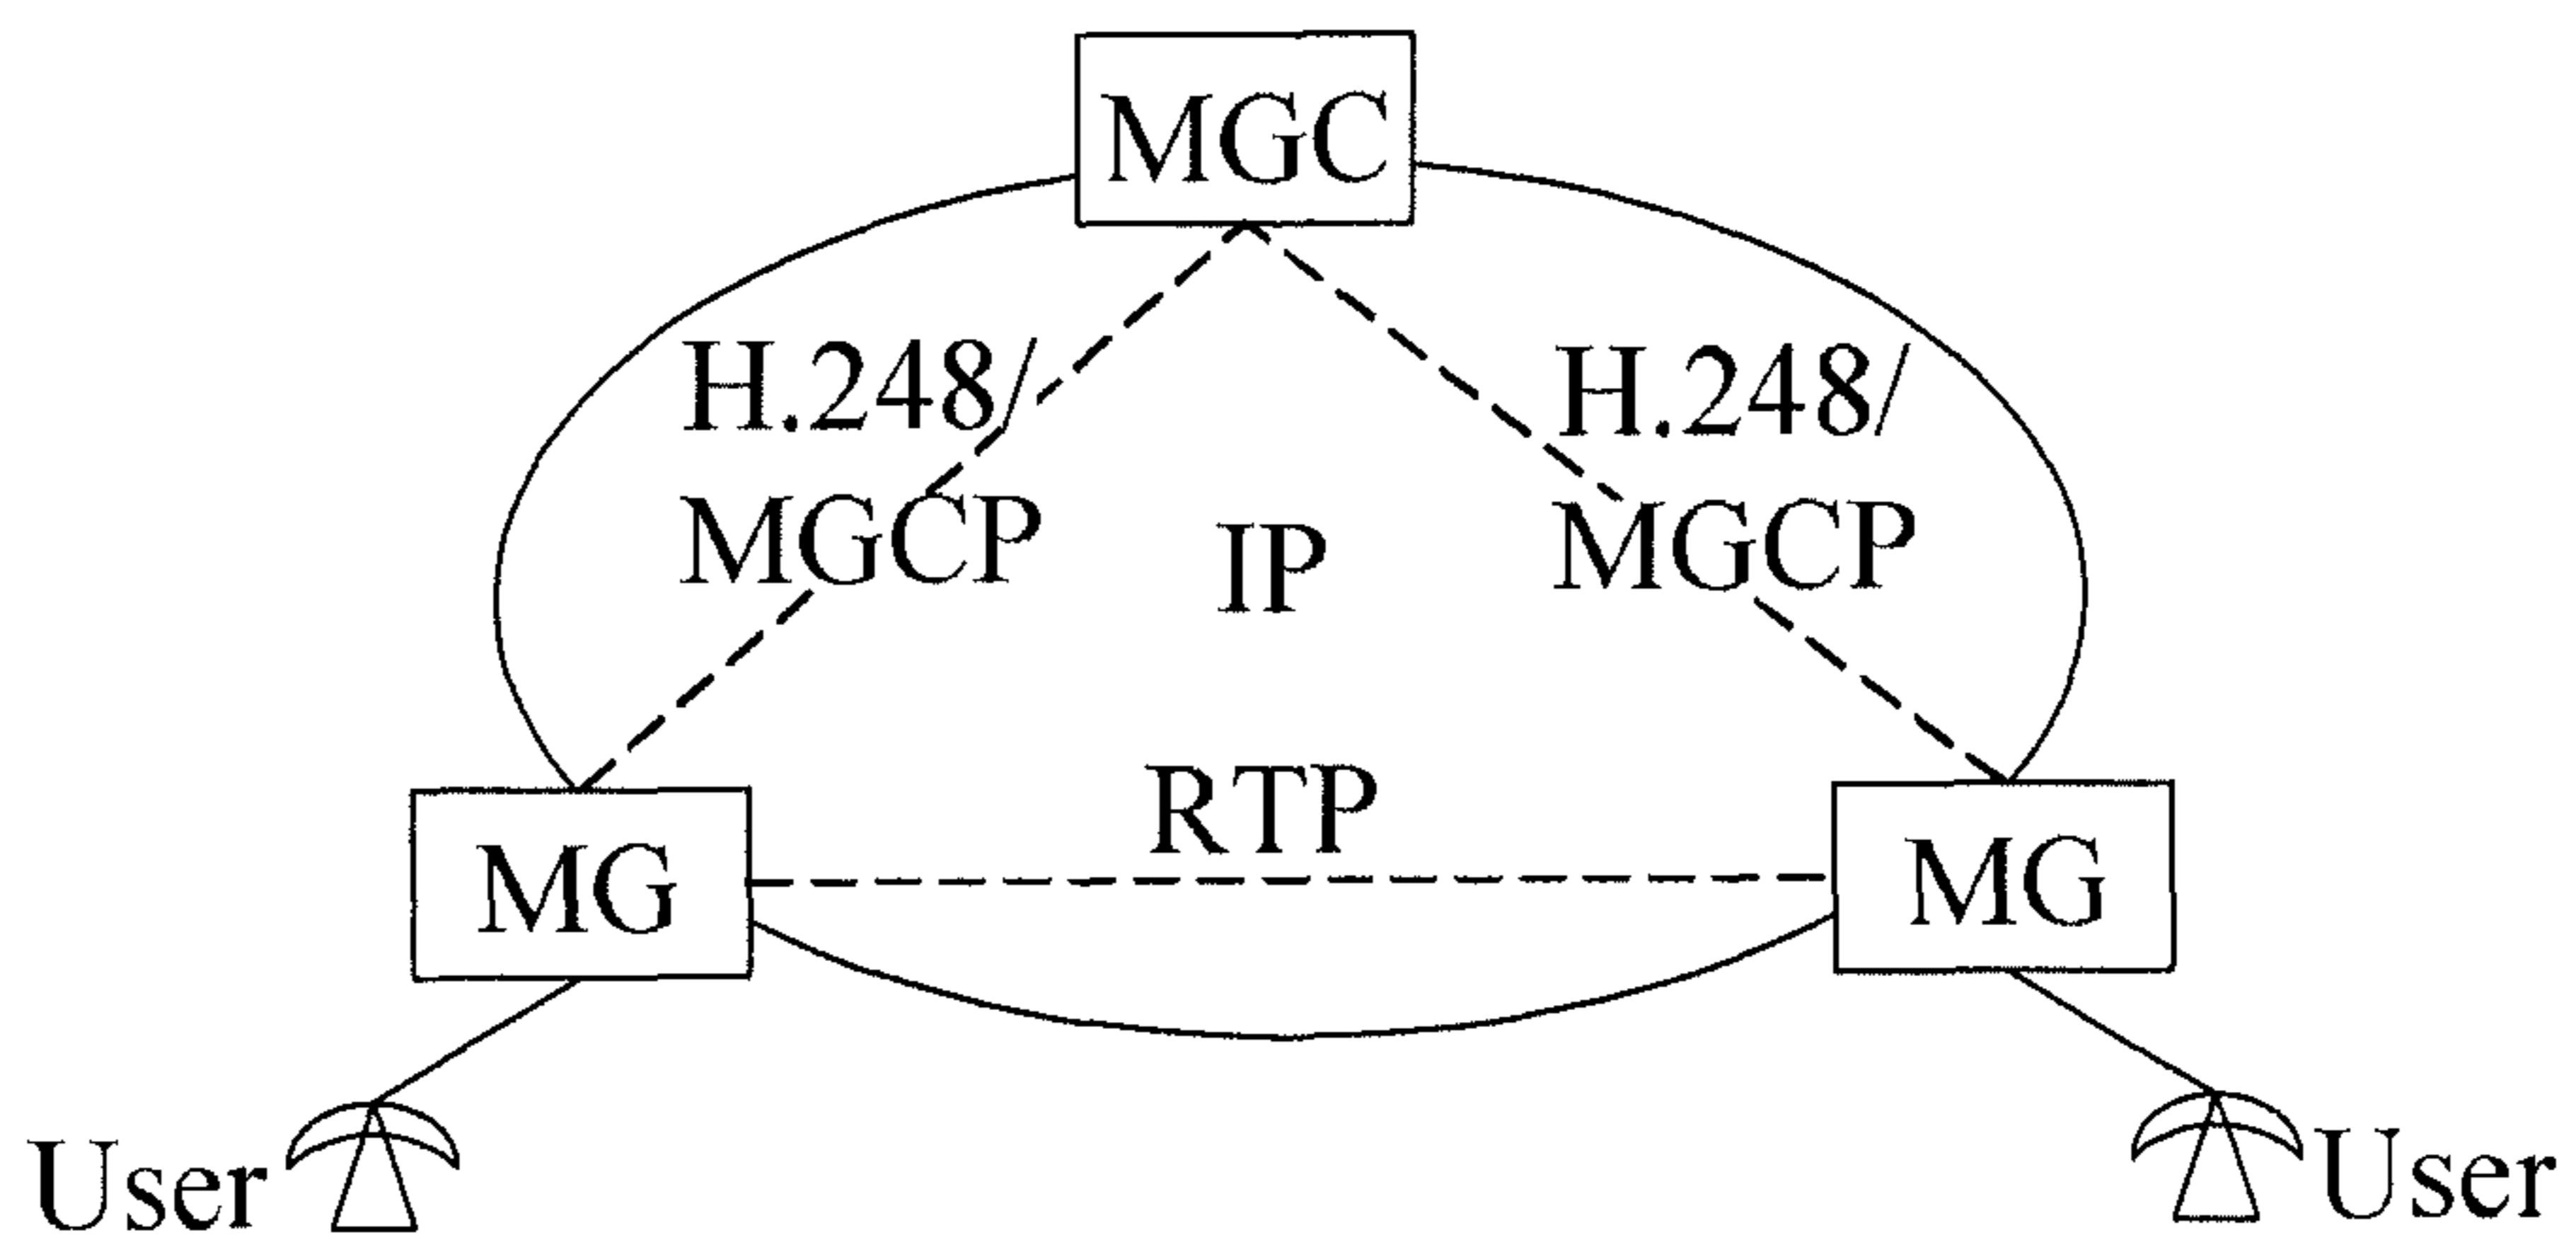 MGC
H.248/
MGCP
H.248/
MGCP
IP
RTP
MG
MG
User
User